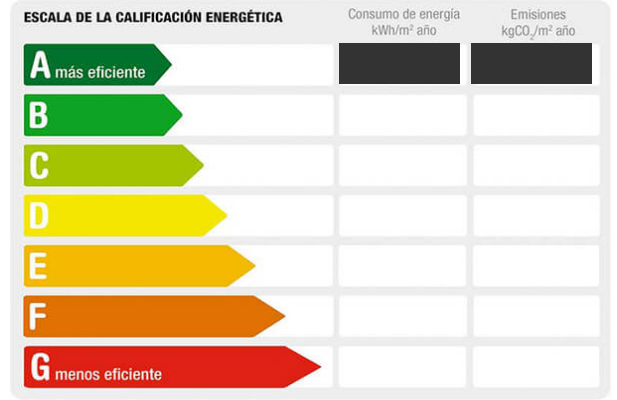 ESCALA DE LA CALIFICACIÓN ENERGÉTICA
Consumo de energía
kWh/m² año
Emisiones
kgCO₂/m² año
A más eficiente
B
C
D
E
F
G menos eficiente